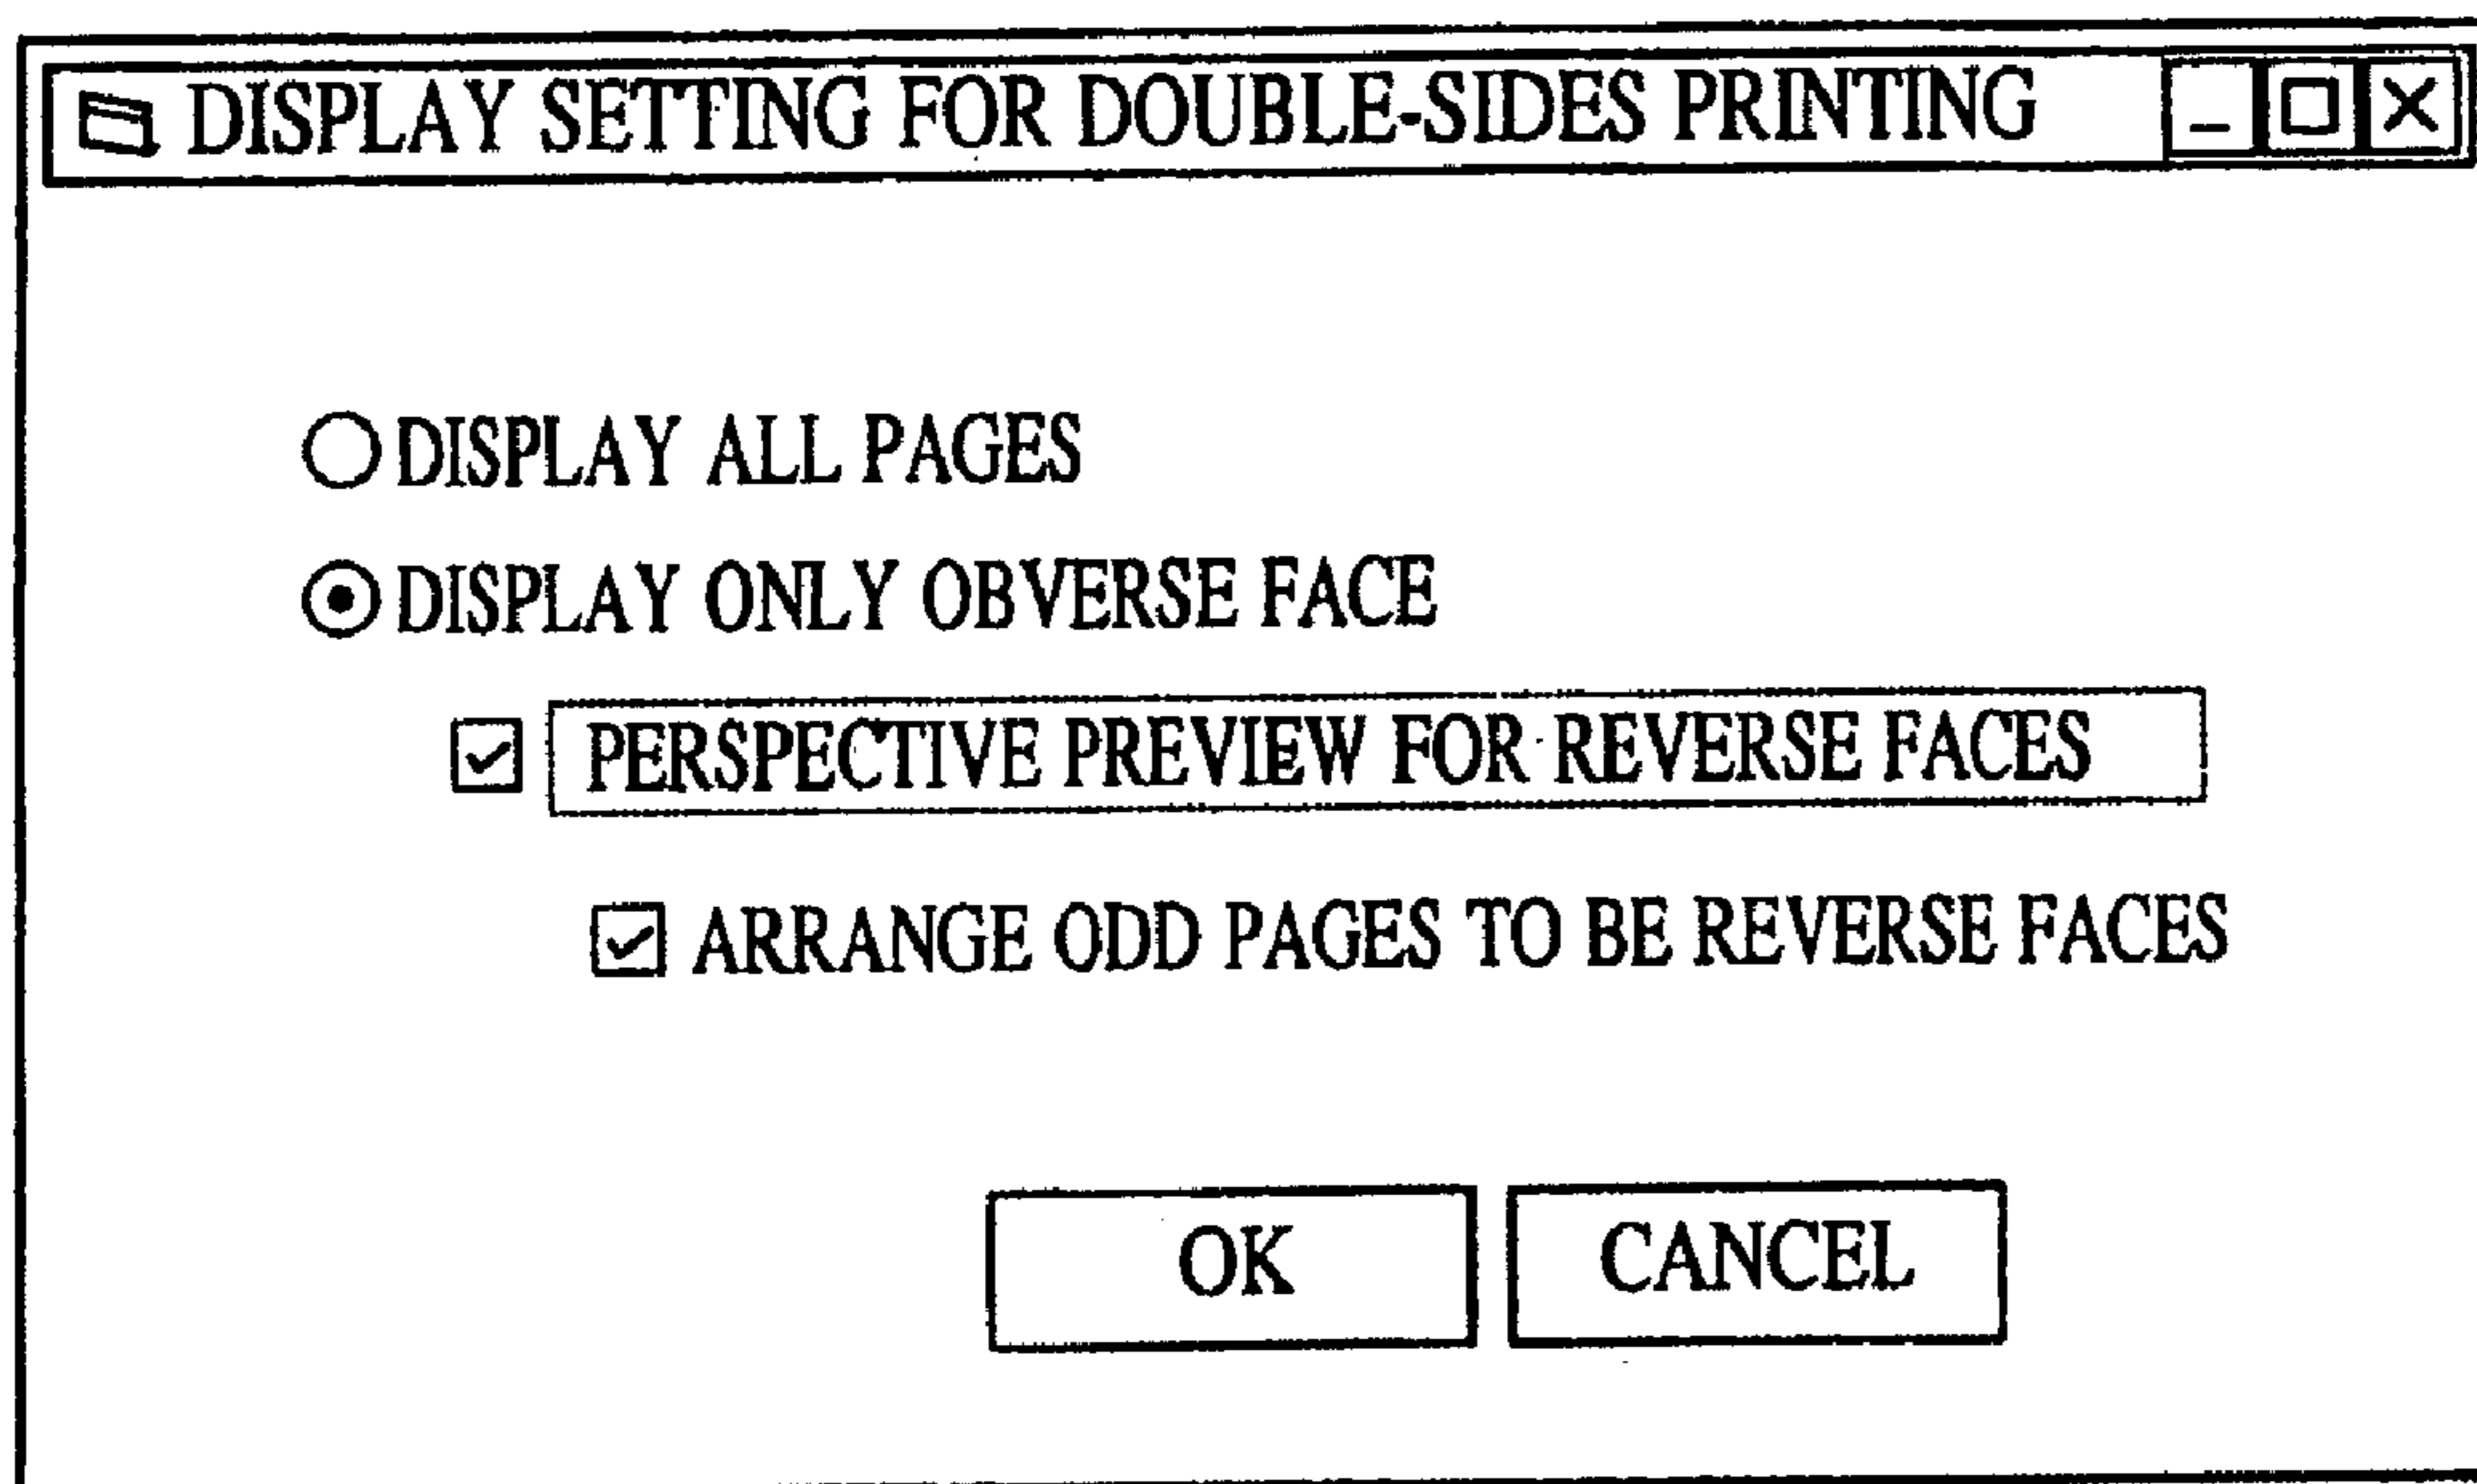 DISPLAY SETTING FOR DOUBLE-SIDES PRINTING
DISPLAY ALL PAGES
DISPLAY ONLY OBVERSE FACE
PERSPECTIVE PREVIEW FOR REVERSE FACES
ARRANGE ODD PAGES TO BE REVERSE FACES
OK CANCEL